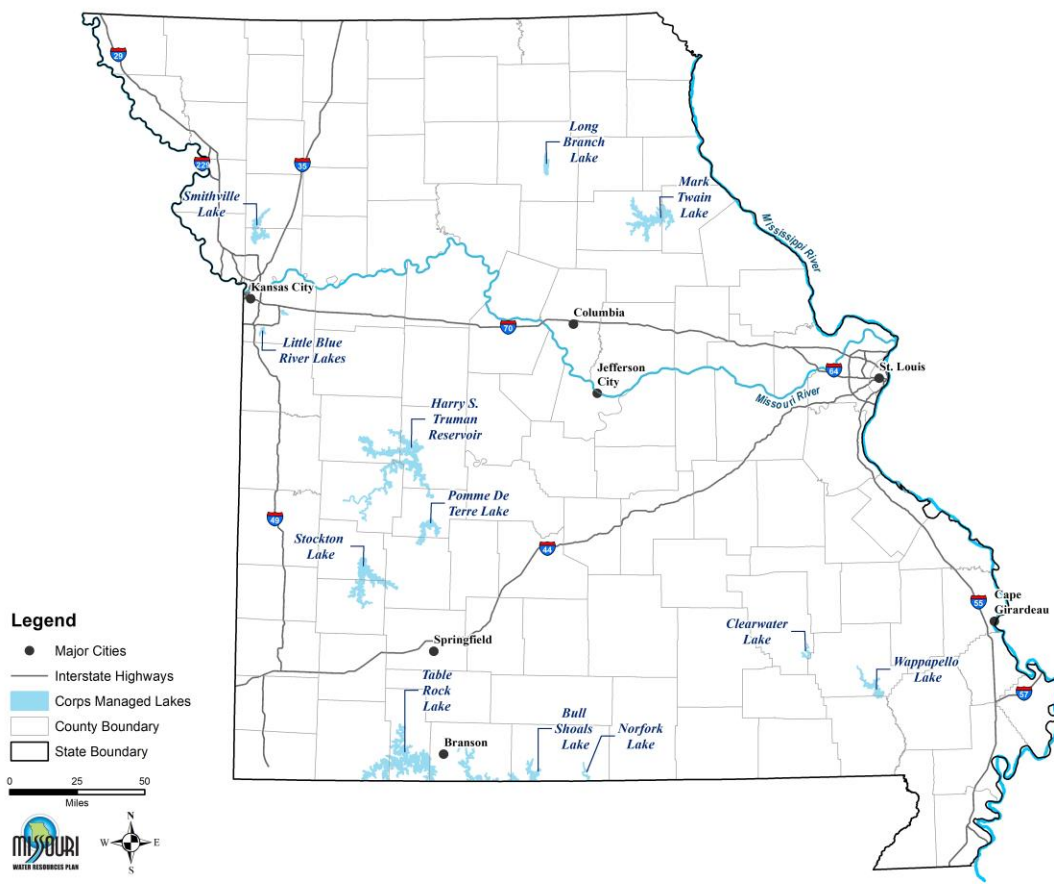 29
229
35
Long
Branch
Lake
Mark
Twain
Lake
Smithville
Lake
Mississippi River
Kansas City
70
Columbia
Little Blue
River Lakes
Jefferson
City
64
St. Louis
Missouri River
Harry S.
Truman
Reservoir
Pomme De
Terre Lake
49
Stockton
Lake
44
55
Cape
Girardeau
Clearwater
Lake
Springfield
Wappapello
Lake
57
Table
Rock
Lake
Bull
Shoals
Lake
Norfork
Lake
Branson
Legend
Major Cities
Interstate Highways
Corps Managed Lakes
County Boundary
State Boundary
0 25 50
Miles
MISSOURI
WATER RESOURCES PLAN
N
W E
S